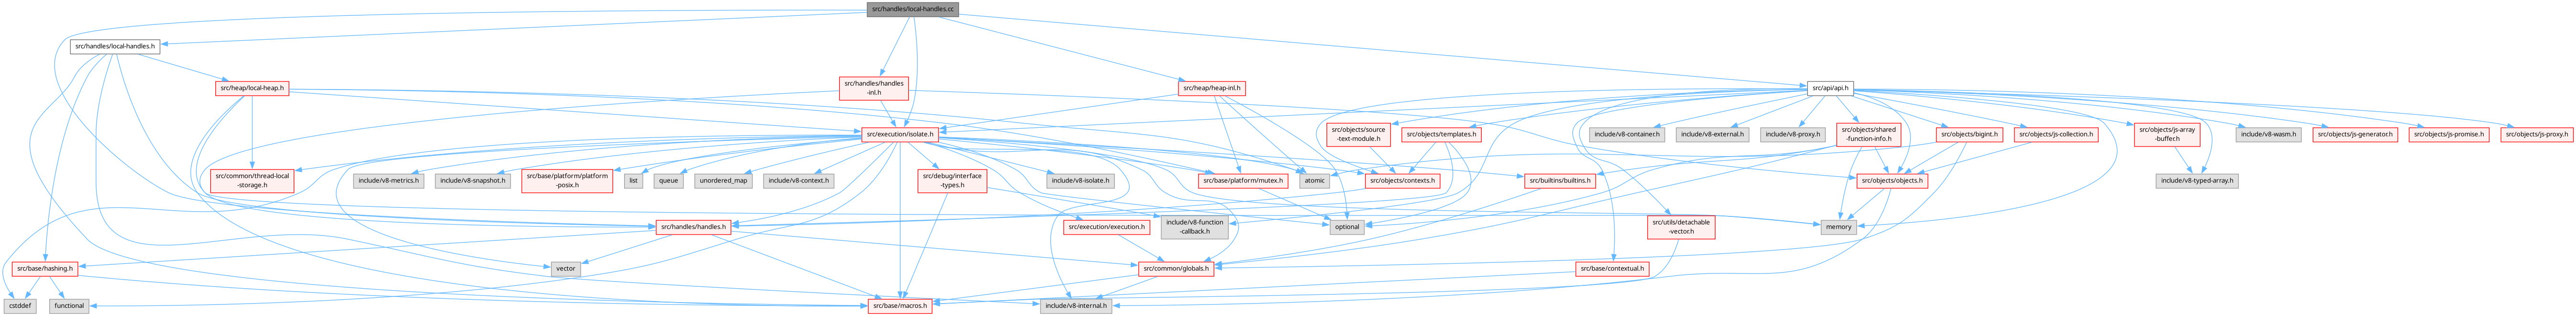 src/handles/local-handles.cc
src/handles/local-handles.h
src/heap/local-heap.h
src/handles/handles
-inl.h
src/heap/heap-inl.h
src/api/api.h
src/execution/isolate.h
src/objects/source
-text-module.h
src/objects/templates.h
include/v8-container.h
include/v8-external.h
include/v8-proxy.h
src/objects/shared
-function-info.h
src/objects/bigint.h
src/objects/js-collection.h
src/objects/js-array
-buffer.h
include/v8-wasm.h
src/objects/js-generator.h
src/objects/js-promise.h
src/objects/js-proxy.h
src/common/thread-local
-storage.h
include/v8-metrics.h
include/v8-snapshot.h
src/base/platform/platform
-posix.h
list
queue
unordered_map
include/v8-context.h
src/debug/interface
-types.h
include/v8-isolate.h
src/base/platform/mutex.h
atomic
src/objects/contexts.h
src/builtins/builtins.h
src/objects/objects.h
include/v8-typed-array.h
src/handles/handles.h
src/execution/execution.h
include/v8-function
-callback.h
optional
src/utils/detachable
-vector.h
memory
src/base/hashing.h
vector
src/common/globals.h
src/base/contextual.h
cstddef
functional
src/base/macros.h
include/v8-internal.h